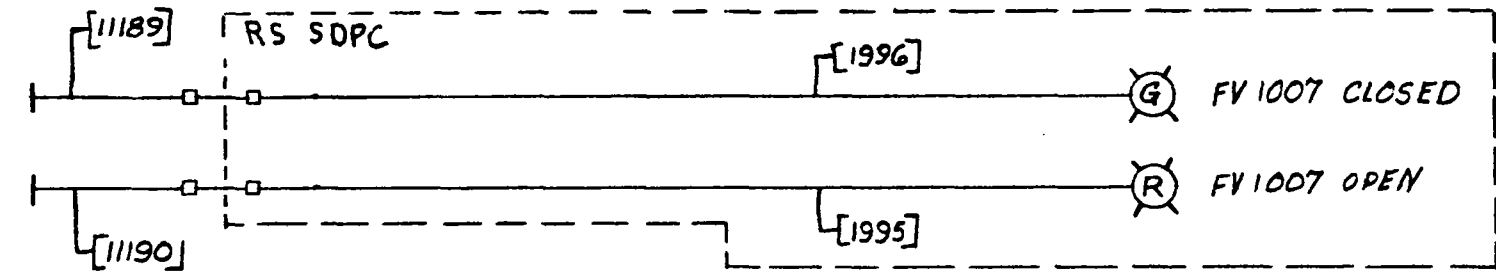 [11189]
RS SDPC
[1996]
G FV 1007 CLOSED
R FV 1007 OPEN
[1995]
[11190]